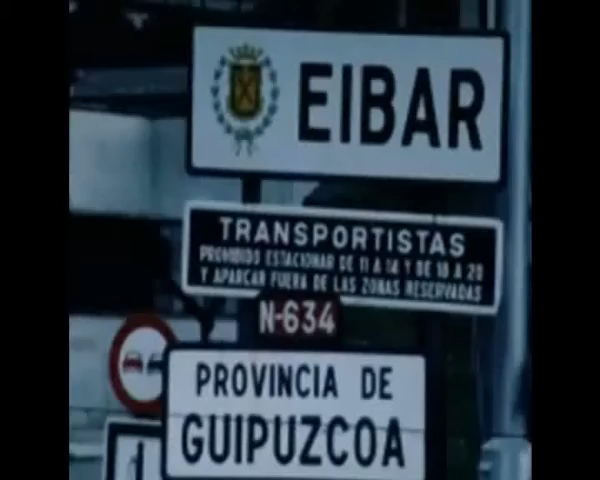 EIBAR
TRANSPORTISTAS
PROHIBIDO ESTACIONAR DE 11 A 14 Y DE 18 A 20
Y APARCAR FUERA DE LAS ZONAS RESERVADAS
N-634
PROVINCIA DE
GUIPUZCOA